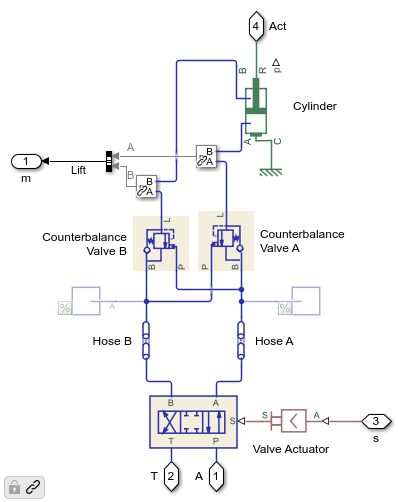 4 Act
B R p
Cylinder
A C
B
A
A
B
B
A
1
m
Lift
L
L
Counterbalance
Valve B
Counterbalance
Valve A
B P
P B
% A
%
Hose B
Hose A
B A
S
T P
S A
3
s
Valve Actuator
T 2
A 1